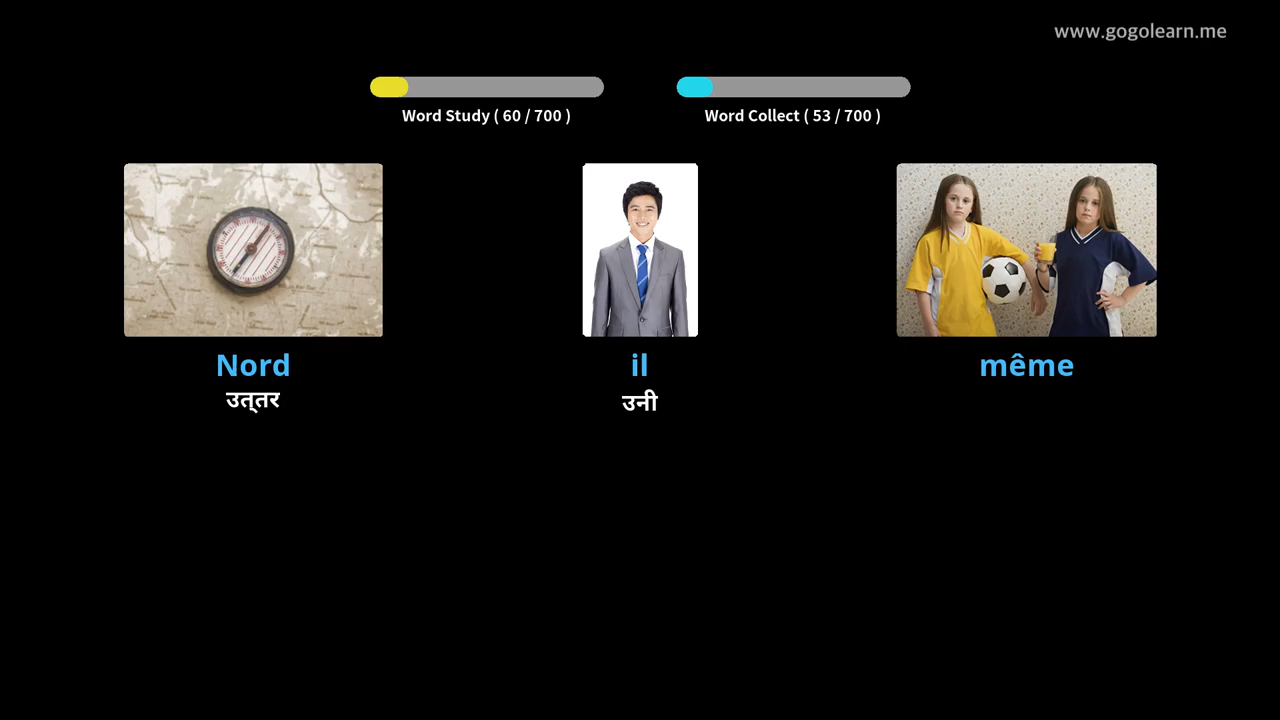 www.gogolearn.me
Word Study ( 60 / 700 )
Word Collect ( 53 / 700 )
Nord
उत्तर
il
उनी
même